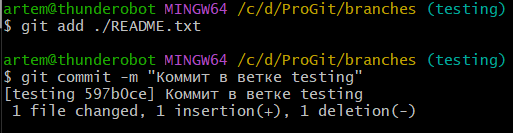 artem@thunderobot MINGW64 /c/d/ProGit/branches (testing)
$ git add ./README.txt
artem@thunderobot MINGW64 /c/d/ProGit/branches (testing)
$ git commit -m "Коммит в ветке testing"
[testing 597b0ce] Коммит в ветке testing
 1 file changed, 1 insertion(+), 1 deletion(-)